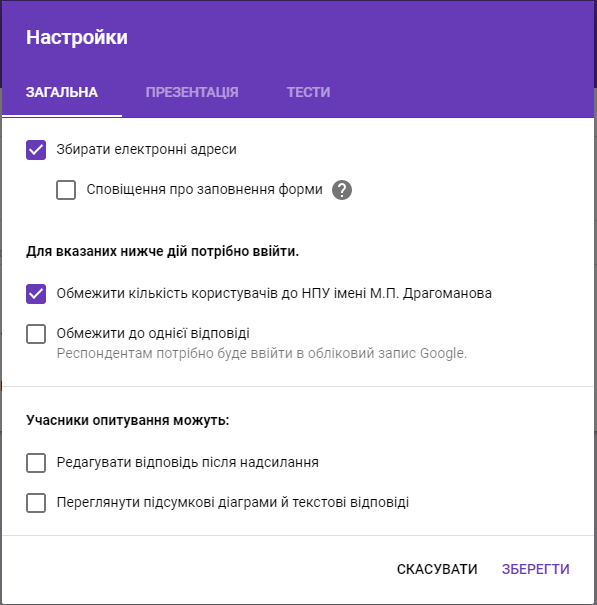 Настройки
ЗАГАЛЬНА ПРЕЗЕНТАЦІЯ ТЕСТИ
Збирати електронні адреси
Сповіщення про заповнення форми ?
Для вказаних нижче дій потрібно ввійти.
Обмежити кількість користувачів до НПУ імені М.П. Драгоманова
Обмежити до однієї відповіді
Респондентам потрібно буде ввійти в обліковий запис Google.
Учасники опитування можуть:
Редагувати відповідь після надсилання
Переглянути підсумкові діаграми й текстові відповіді
СКАСУВАТИ ЗБЕРЕГТИ